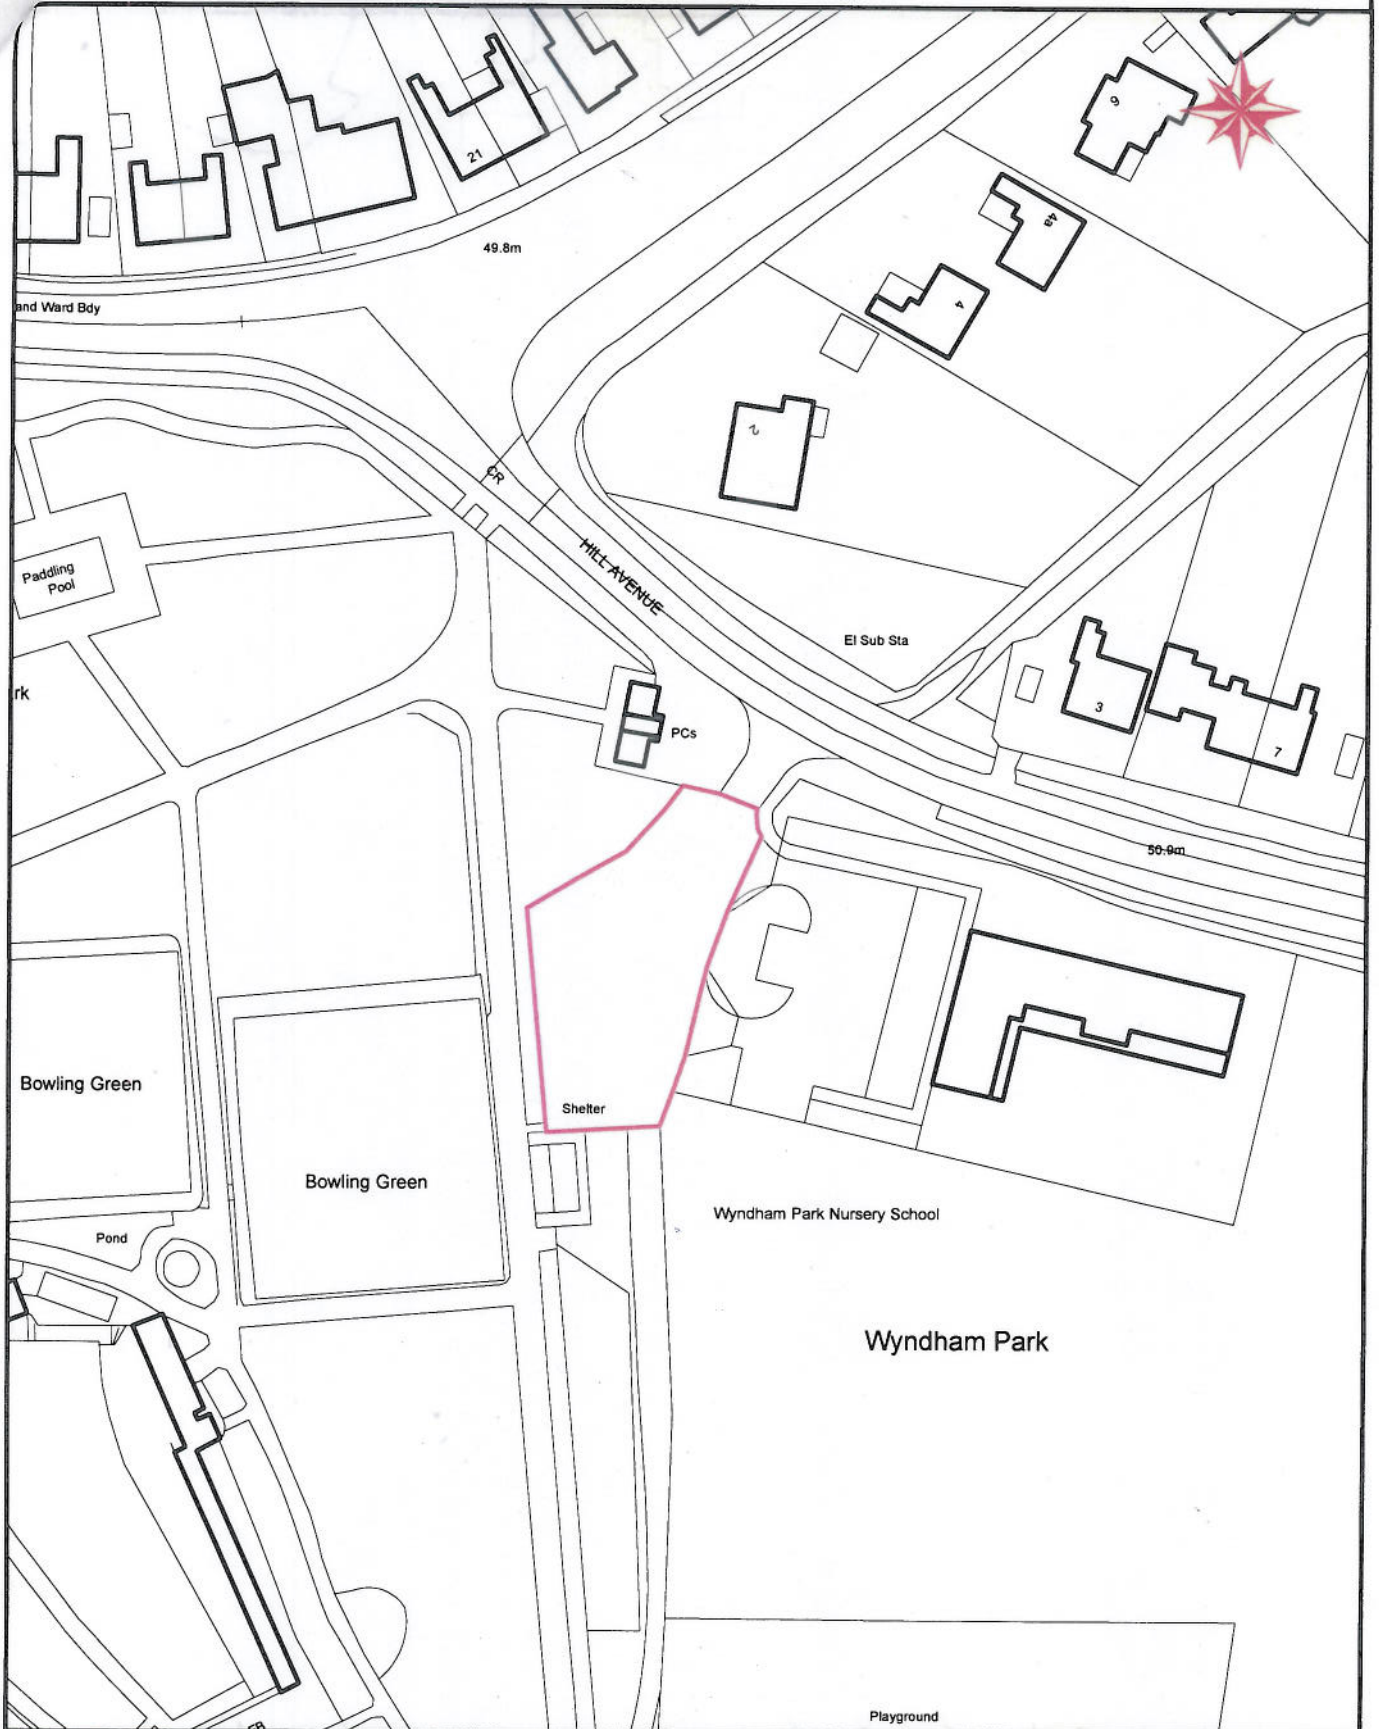 6
21
4a
49.8m
4
and Ward Bdy
2
CR
HILL AVENUE
Paddling
Pool
El Sub Sta
rk
3
PCs
7
50.9m
Bowling Green
Shelter
Bowling Green
Wyndham Park Nursery School
Pond
Wyndham Park
Playground